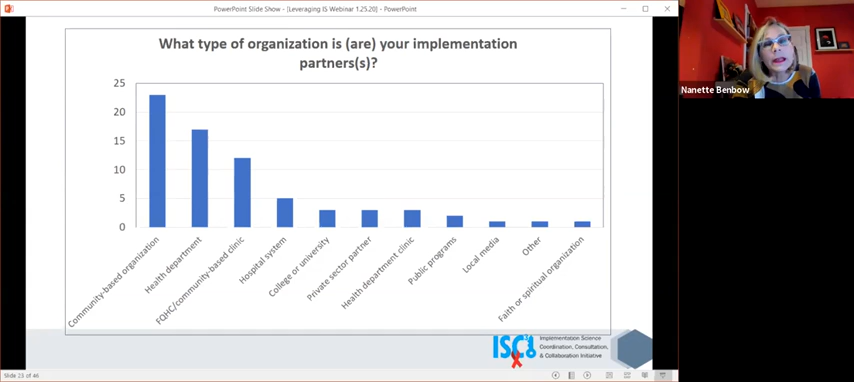 PowerPoint Slide Show - [Leveraging IS Webinar 1.25.20] - PowerPoint
What type of organization is (are) your implementation
partners(s)?
25
20
15
10
5
0
Community-based organization
Health department
FQHC/community-based clinic
Hospital system
College or university
Private sector partner
Health department clinic
Public programs
Local media
Other
Faith or spiritual organization
ISC
Implementation Science
Coordination, Consultation,
& Collaboration Initiative
Slide 23 of 46
Nanette Benbow